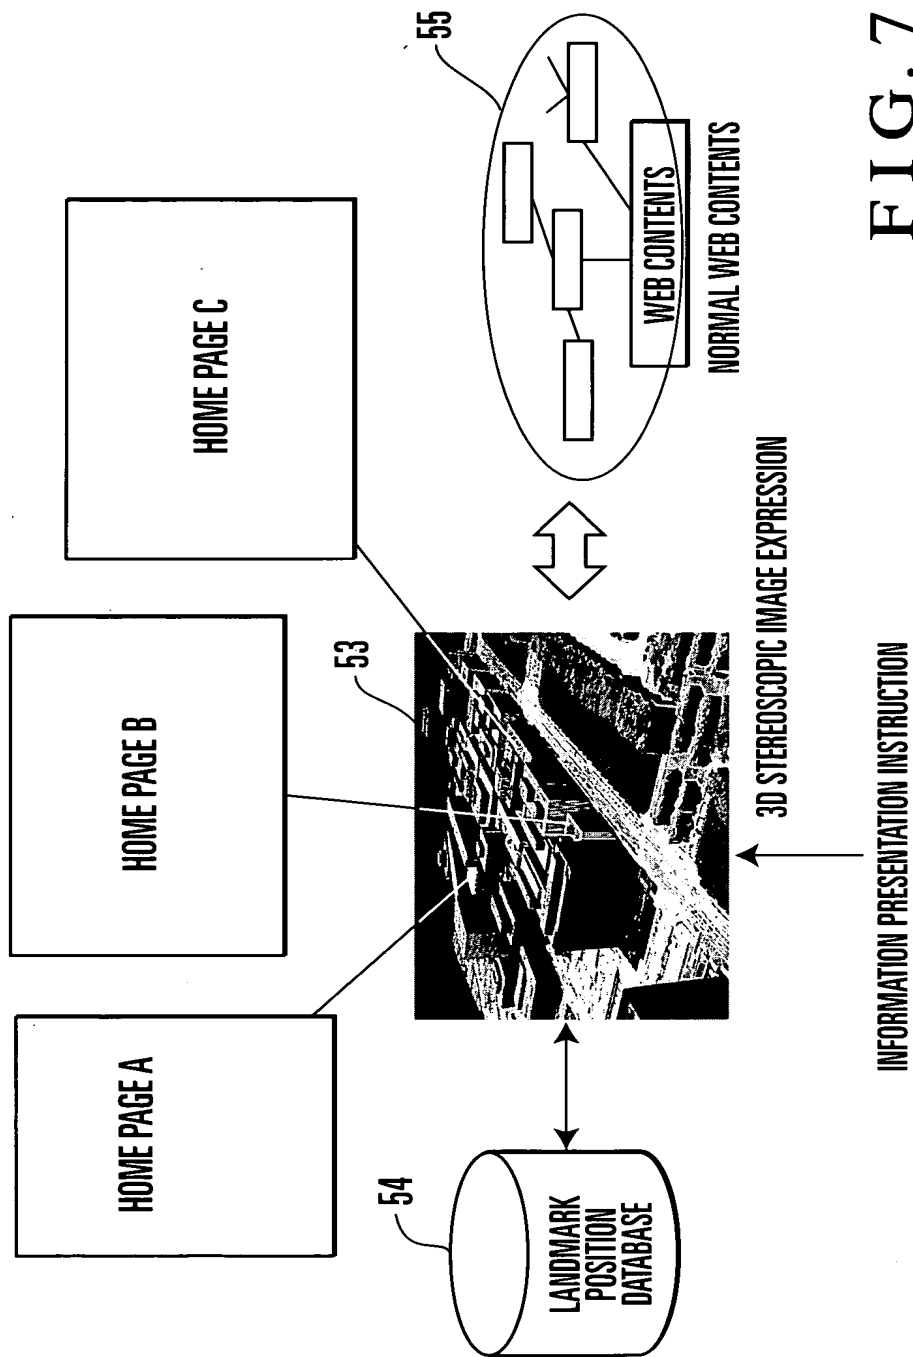 HOME PAGE A
HOME PAGE B
HOME PAGE C
54
53
55
LANDMARK
POSITION
DATABASE
WEB CONTENTS
NORMAL WEB CONTENTS
3D STEREOSCOPIC IMAGE EXPRESSION
INFORMATION PRESENTATION INSTRUCTION
FIG. 7